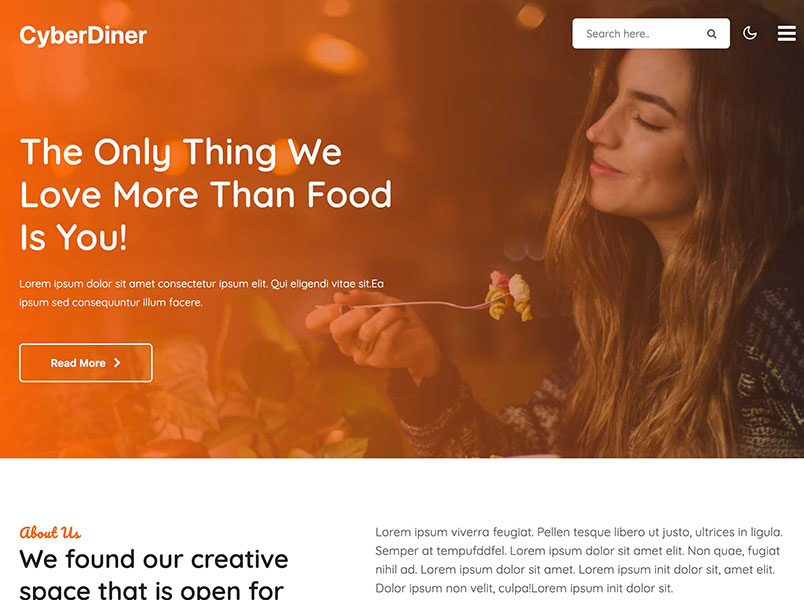 CyberDiner
Search here..
The Only Thing We
Love More Than Food
Is You!
Lorem ipsum dolor sit amet consectetur ipsum elit. Qui eligendi vitae sit.Ea
ipsum sed consequuntur illum facere.
Read More
About Us
We found our creative
space that is open for
Lorem ipsum viverra feugiat. Pellen tesque libero ut justo, ultrices in ligula.
Semper at tempufddfel. Lorem ipsum dolor sit amet elit. Non quae, fugiat
nihil ad. Lorem ipsum dolor sit amet. Lorem ipsum init dolor sit.
Dolor ipsum non velit, culpa!Lorem ipsum init dolor sit.